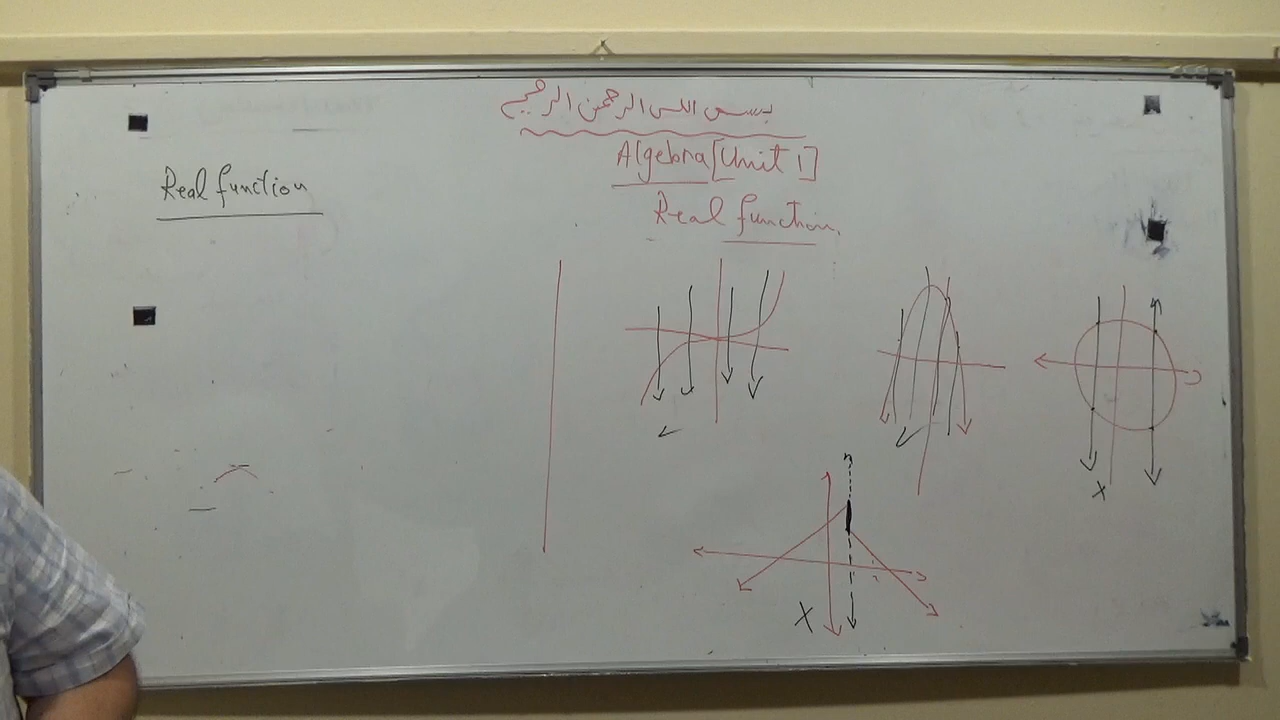 بسم الله الرحمن الرحيم
Algebra [Unit 1]
Real function
Real function.
X
X